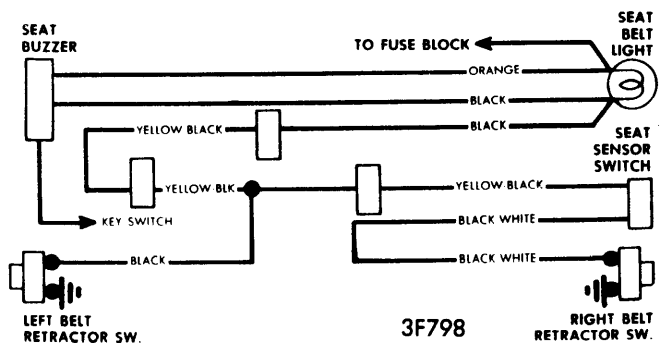 SEAT
BUZZER
TO FUSE BLOCK
SEAT
BELT
LIGHT
ORANGE
BLACK
BLACK
YELLOW BLACK
SEAT
SENSOR
SWITCH
YELLOW-BLK
YELLOW-BLACK
KEY SWITCH
BLACK WHITE
BLACK
BLACK WHITE
LEFT BELT
RETRACTOR SW.
3F798
RIGHT BELT
RETRACTOR SW.